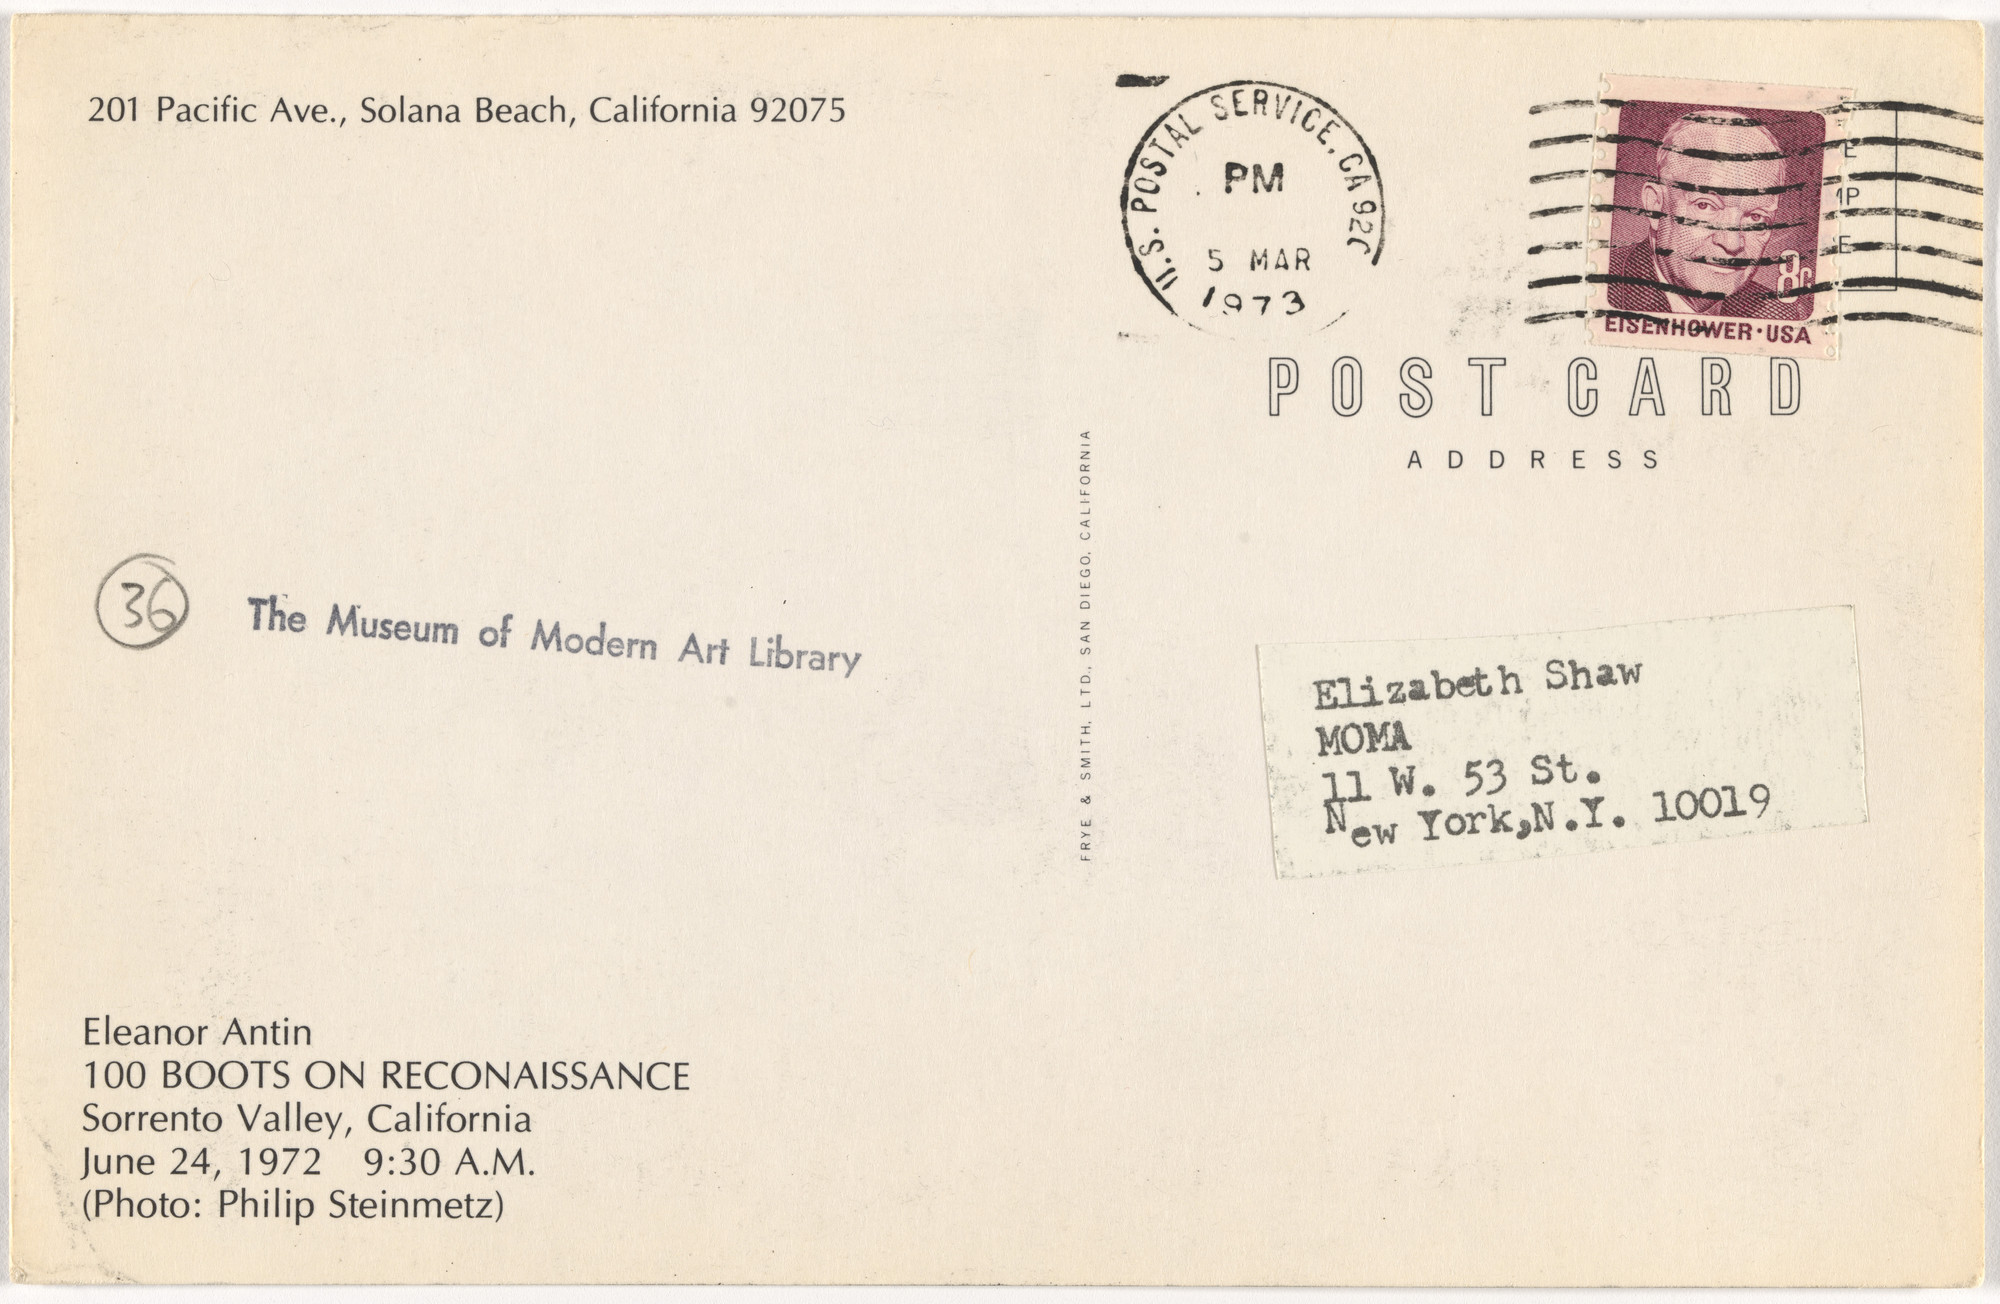 201 Pacific Ave., Solana Beach, California 92075
U.S. POSTAL SERVICE, CA 920
PM
5 MAR
1973
8c
EISENHOWER·USA
E
P
E
POST CARD
ADDRESS
FRYE & SMITH, LTD., SAN DIEGO, CALIFORNIA
36
The Museum of Modern Art Library
Elizabeth Shaw
MOMA
11 W. 53 St.
New York,N.Y. 10019
Eleanor Antin
100 BOOTS ON RECONAISSANCE
Sorrento Valley, California
June 24, 1972 9:30 A.M.
(Photo: Philip Steinmetz)